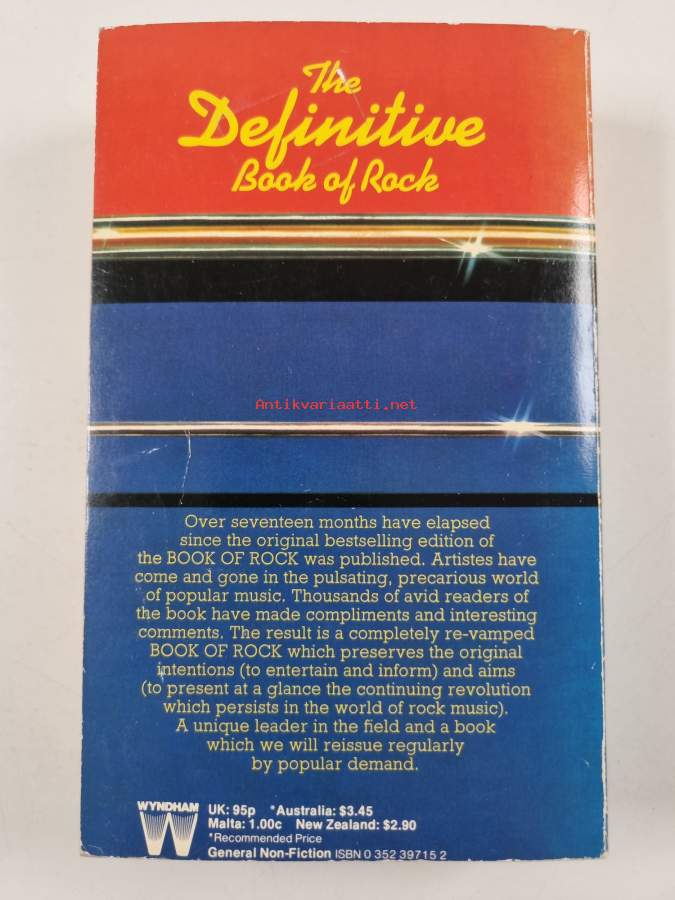 The
Definitive
Book of Rock
Antikvariaatti.net
Over seventeen months have elapsed
since the original bestselling edition of
the BOOK OF ROCK was published. Artistes have
come and gone in the pulsating, precarious world
of popular music. Thousands of avid readers of
the book have made compliments and interesting
comments. The result is a completely re-vamped
BOOK OF ROCK which preserves the original
intentions (to entertain and inform) and aims
(to present at a glance the continuing revolution
which persists in the world of rock music).
A unique leader in the field and a book
which we will reissue regularly
by popular demand.
WYNDHAM
W
UK: 95p *Australia: $3.45
Malta: 1.00c New Zealand: $2.90
*Recommended Price
General Non-Fiction ISBN 0 352 39715 2